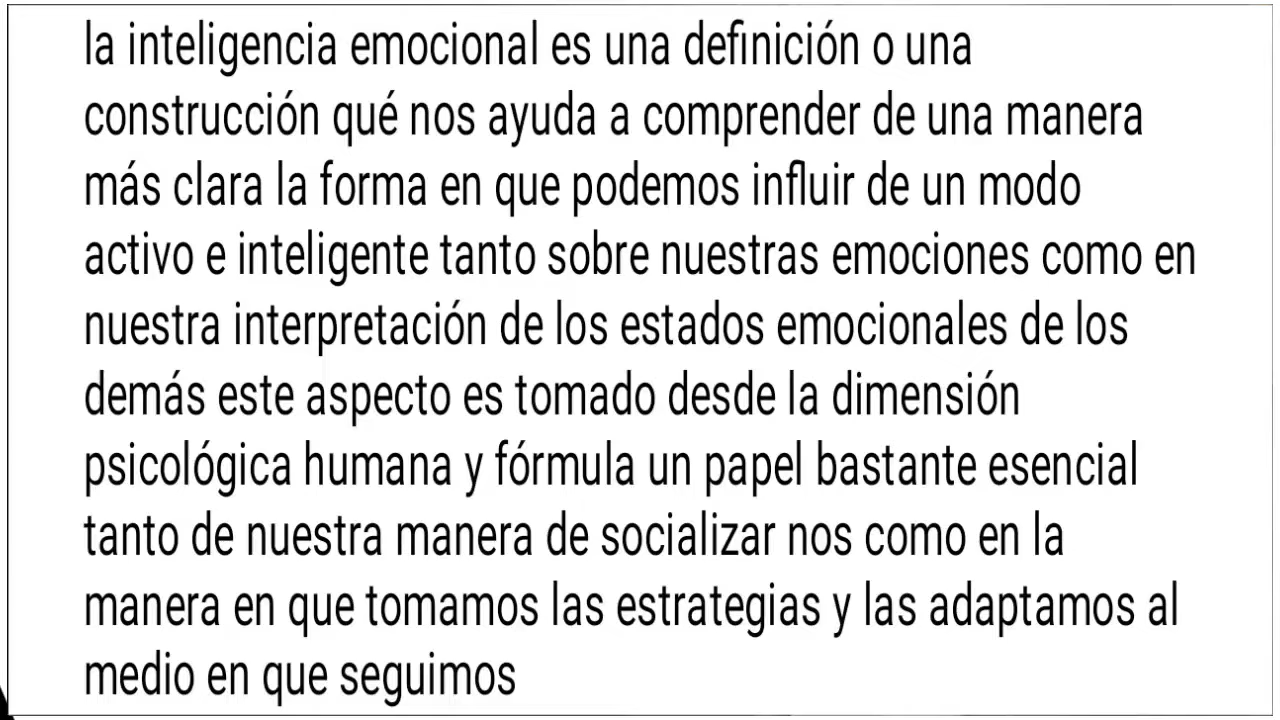 la inteligencia emocional es una definición o una
construcción qué nos ayuda a comprender de una manera
más clara la forma en que podemos influir de un modo
activo e inteligente tanto sobre nuestras emociones como en
nuestra interpretación de los estados emocionales de los
demás este aspecto es tomado desde la dimensión
psicológica humana y fórmula un papel bastante esencial
tanto de nuestra manera de socializar nos como en la
manera en que tomamos las estrategias y las adaptamos al
medio en que seguimos